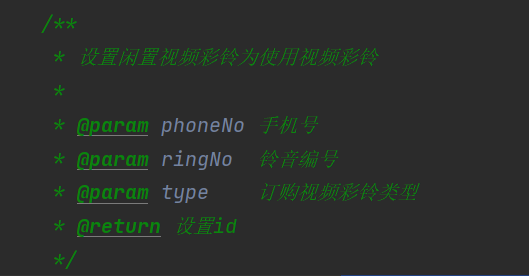 /**
* 设置闲置视频彩铃为使用视频彩铃
*
* @param phoneNo 手机号
* @param ringNo 铃音编号
* @param type 订购视频彩铃类型
* @return 设置id
*/